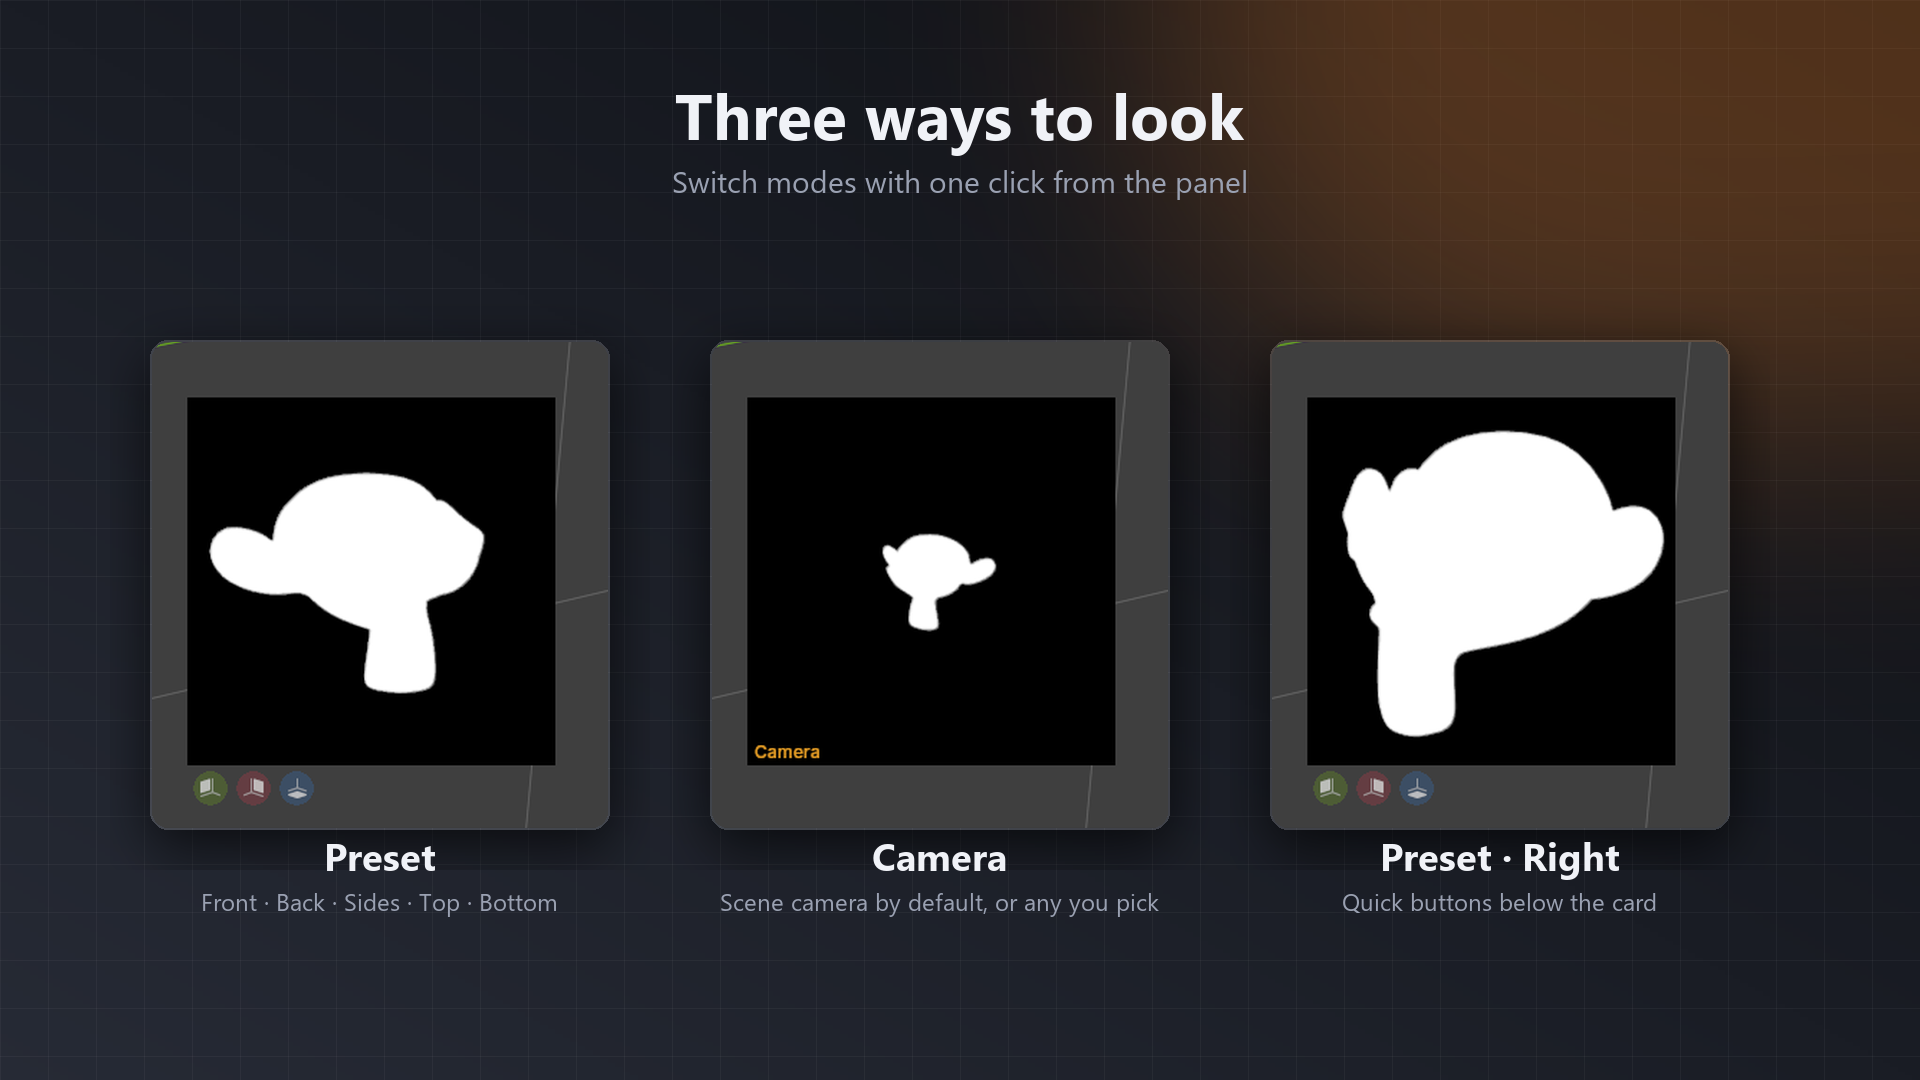 Three ways to look
Switch modes with one click from the panel
Camera
Preset
Front · Back · Sides · Top · Bottom
Camera
Scene camera by default, or any you pick
Preset · Right
Quick buttons below the card